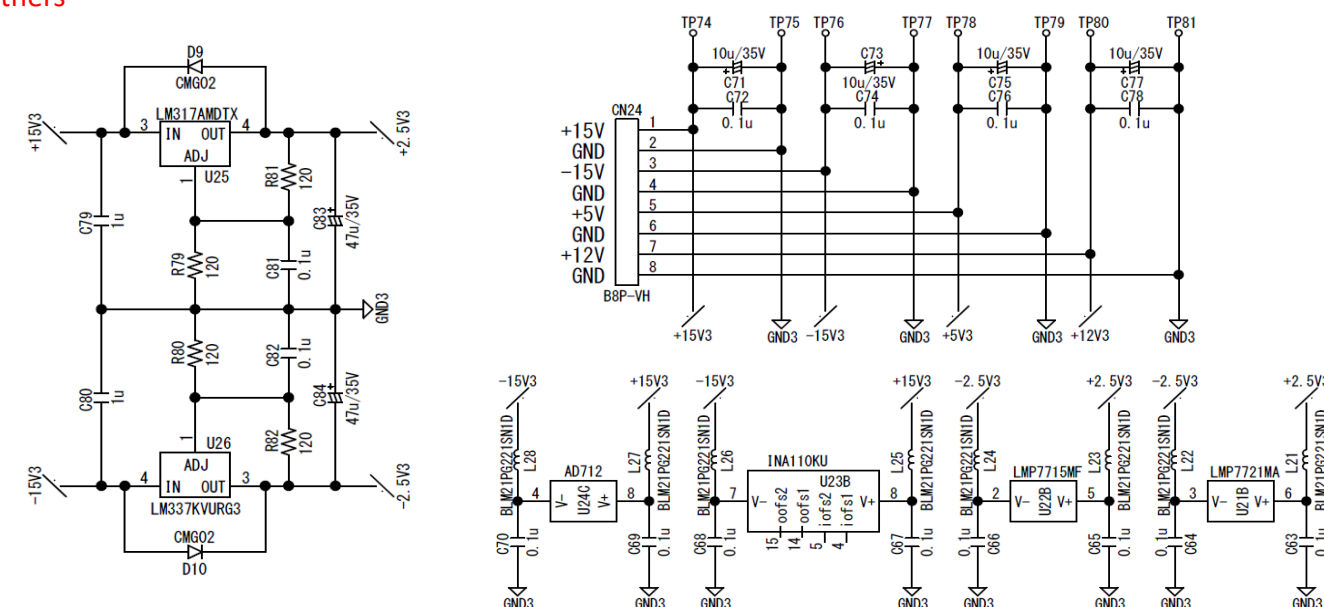 thers
D9
CMG02
LM317AMDTX
+15V3
3
IN
OUT
4
ADJ
1
U25
+2.5V3
R81
120
C79
1u
C83
+
47u/35V
R79
120
C81
0.1u
GND3
R80
120
C82
0.1u
C80
1u
C84
+
47u/35V
1
U26
R82
120
ADJ
-15V3
4
IN
OUT
3
-2.5V3
LM337KVURG3
CMG02
D10
TP74
TP75
TP76
TP77
TP78
TP79
TP80
TP81
10u/35V
+
C71
C72
0.1u
C73
+
10u/35V
C74
0.1u
10u/35V
+
C75
C76
0.1u
10u/35V
+
C77
C78
0.1u
CN24
+15V
1
GND
2
-15V
3
GND
4
+5V
5
GND
6
+12V
7
GND
8
B8P-VH
+15V3
GND3
-15V3
GND3
+5V3
GND3
+12V3
GND3
-15V3
+15V3
BLM21PG221SN1D
L28
L27
BLM21PG221SN1D
AD712
4
V-
U24C
V+
8
C70
0.1u
C69
0.1u
GND3
GND3
-15V3
+15V3
BLM21PG221SN1D
L26
L25
BLM21PG221SN1D
INA110KU
U23B
7
V-
oofs2
oofs1
iofs2
iofs1
V+
8
15
14
5
4
C68
0.1u
C67
0.1u
GND3
GND3
-2.5V3
+2.5V3
BLM21PG221SN1D
L24
L23
BLM21PG221SN1D
LMP7715MF
2
V-
U22B
V+
5
0.1u
C66
C65
0.1u
GND3
GND3
-2.5V3
+2.5V3
BLM21PG221SN1D
L22
L21
BLM21PG221SN1D
LMP7721MA
3
V-
U21B
V+
6
0.1u
C64
C63
0.1u
GND3
GND3